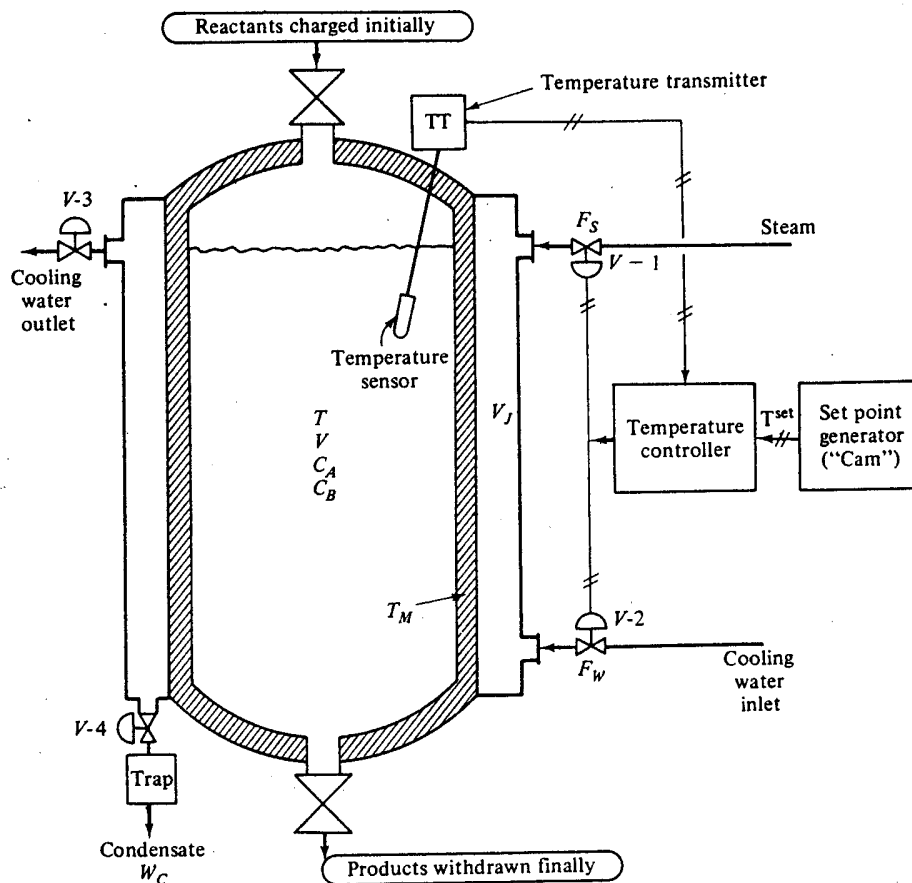 Reactants charged initially
Temperature transmitter
TT
V-3
F_S
Steam
V – 1
Cooling
water
outlet
Temperature
sensor
V_J
T^set
Temperature
controller
Set point
generator
("Cam")
T
V
C_A
C_B
T_M
V-2
F_W
Cooling
water
inlet
V-4
Trap
Condensate
W_C
Products withdrawn finally